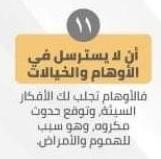 ١١
أن لا يسترسل في
الأوهام والخيالات
فالأوهام تجلب لك الأفكار
السيئة، وتوقع حدوث
مكروه، وهو سبب
للهموم والأمراض.